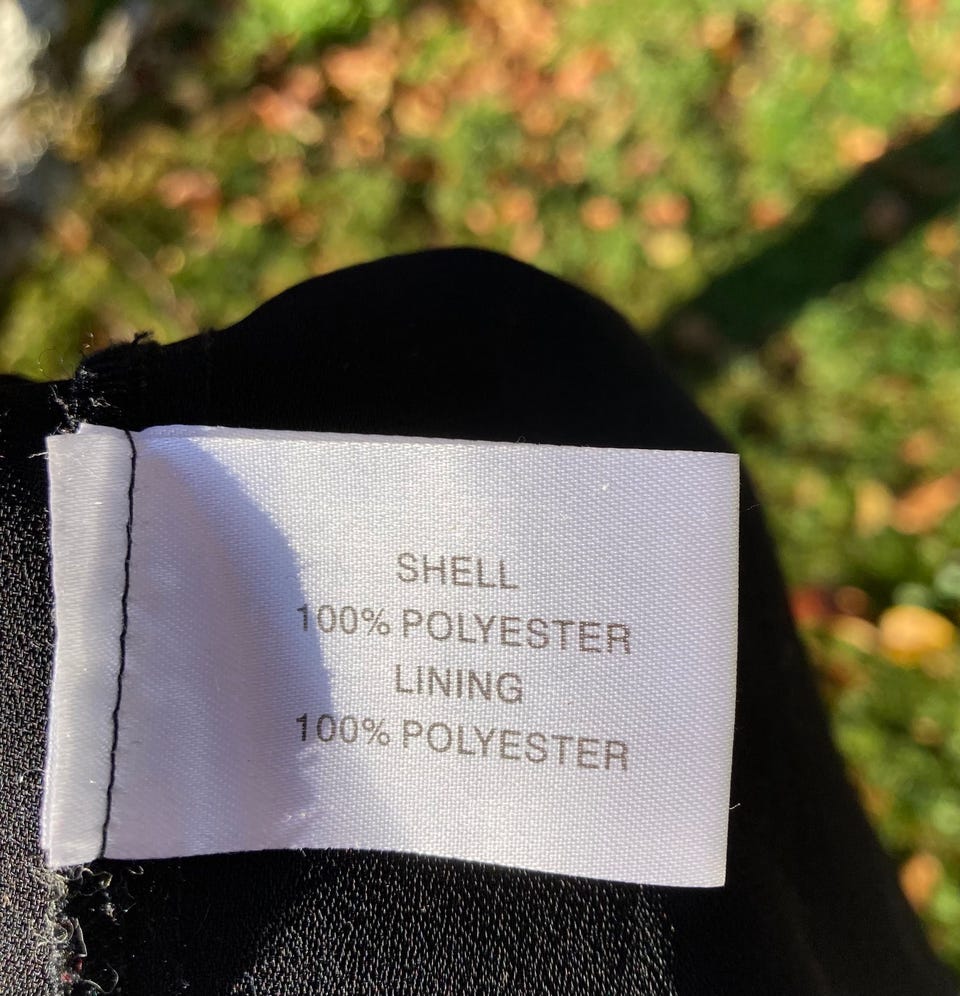 SHELL
100% POLYESTER
LINING
100% POLYESTER